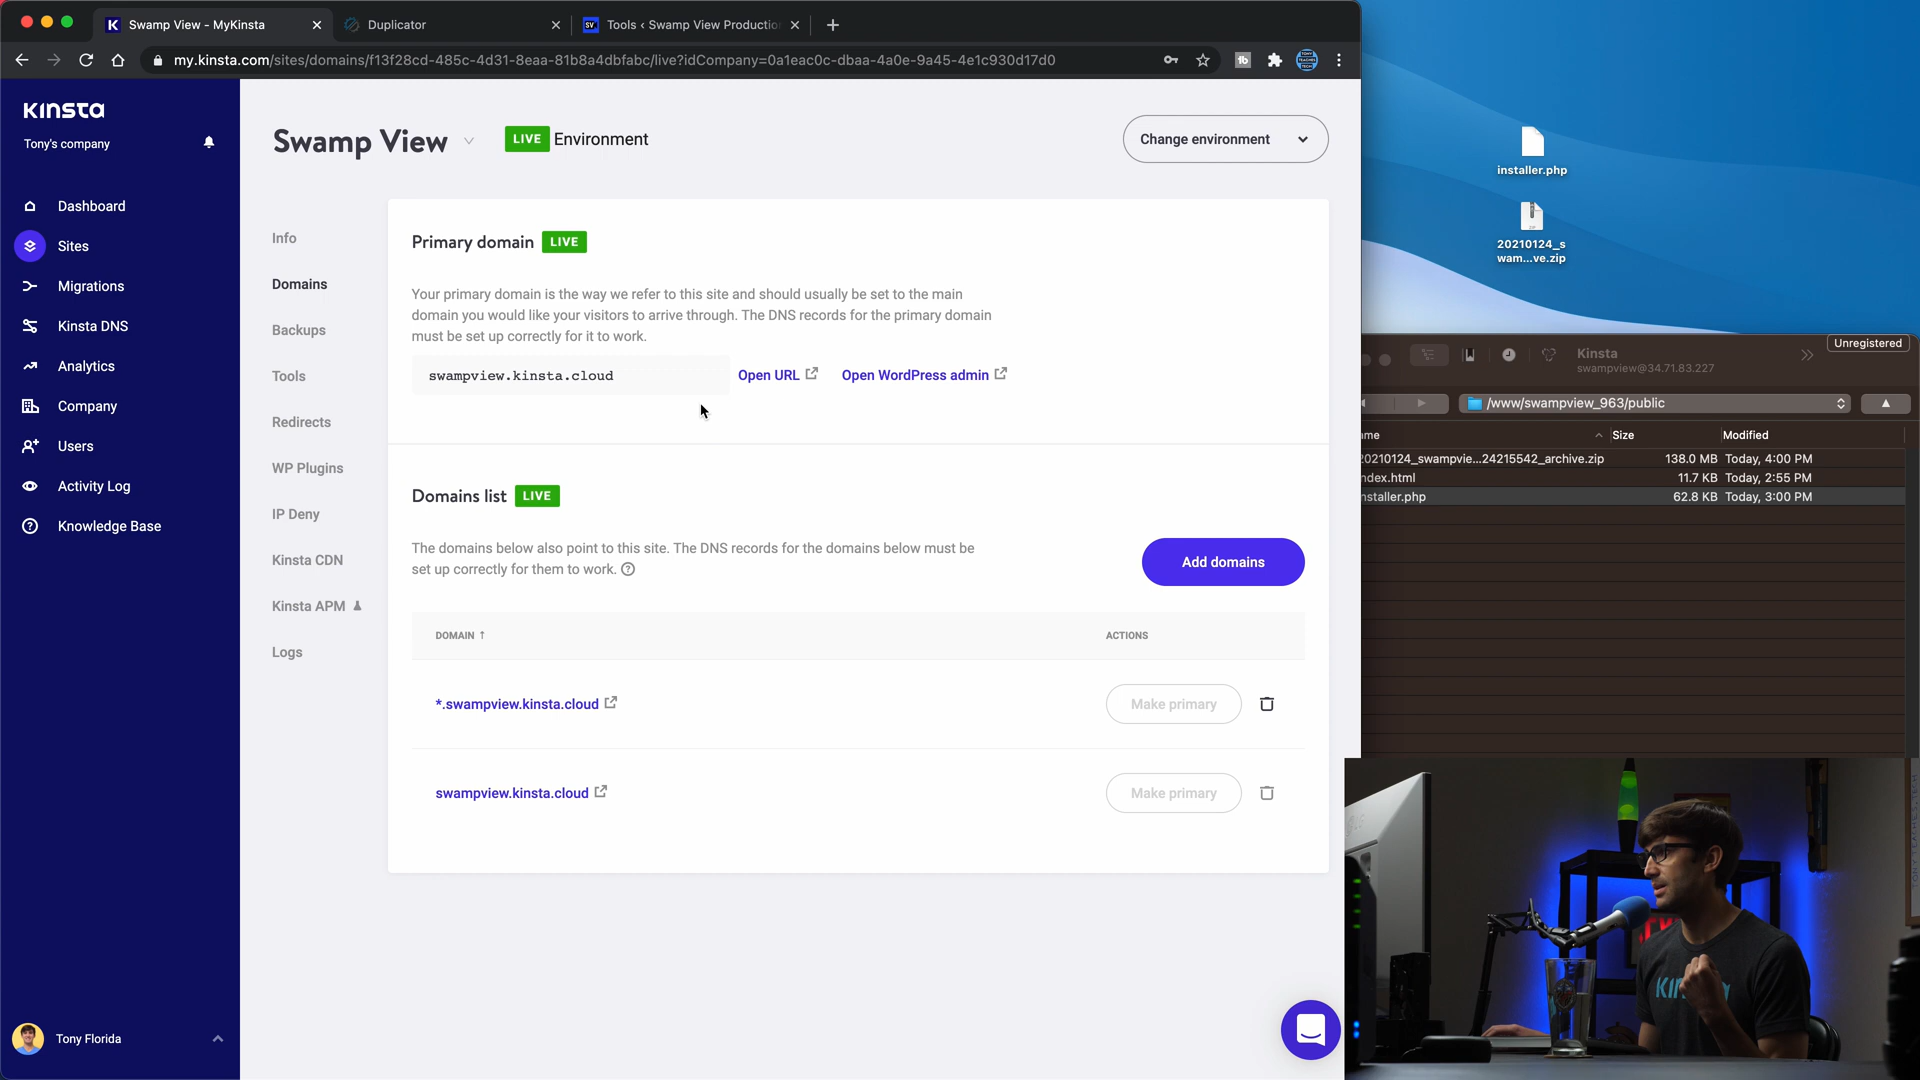 Swamp View - MyKinsta
Duplicator
Tools ‹ Swamp View Productio
my.kinsta.com/sites/domains/f13f28cd-485c-4d31-8eaa-81b8a4dbfabc/live?idCompany=0a1eac0c-dbaa-4a0e-9a45-4e1c930d17d0
KINSTA
Tony's company
Dashboard
Sites
Migrations
Kinsta DNS
Analytics
Company
Users
Activity Log
Knowledge Base
Tony Florida
Swamp View
LIVE Environment
Change environment
Info
Domains
Backups
Tools
Redirects
WP Plugins
IP Deny
Kinsta CDN
Kinsta APM
Logs
Primary domain LIVE
Your primary domain is the way we refer to this site and should usually be set to the main
domain you would like your visitors to arrive through. The DNS records for the primary domain
must be set up correctly for it to work.
swampview.kinsta.cloud
Open URL
Open WordPress admin
Domains list LIVE
The domains below also point to this site. The DNS records for the domains below must be
set up correctly for them to work.
Add domains
DOMAIN ↑
ACTIONS
*.swampview.kinsta.cloud
Make primary
swampview.kinsta.cloud
Make primary
installer.php
20210124_s
wam...ve.zip
Unregistered
Kinsta
swampview@34.71.83.227
/www/swampview_963/public
me
Size
Modified
20210124_swampvie...24215542_archive.zip
138.0 MB
Today, 4:00 PM
ndex.html
11.7 KB
Today, 2:55 PM
nstaller.php
62.8 KB
Today, 3:00 PM